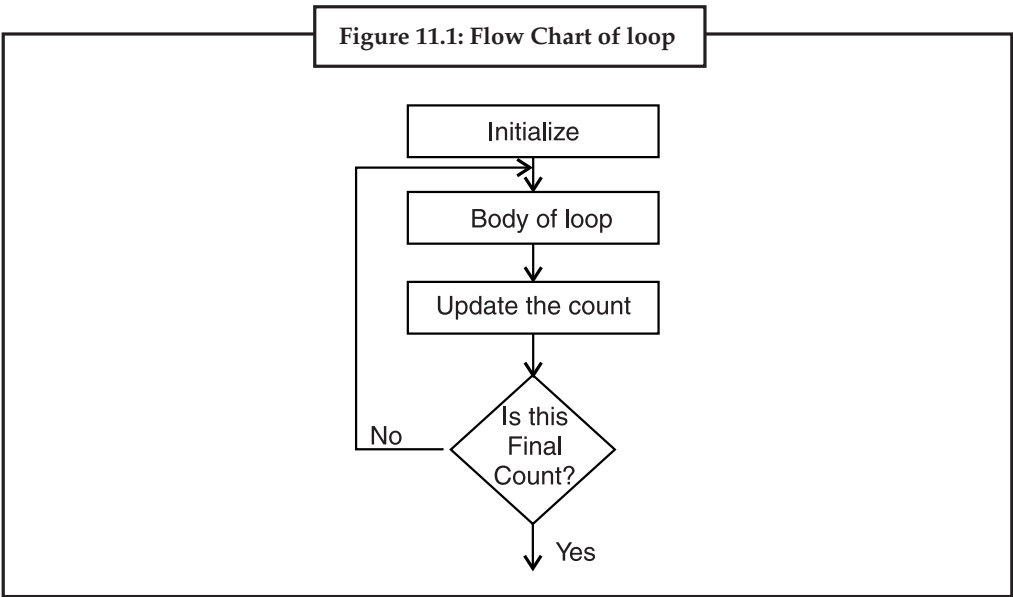 Figure 11.1: Flow Chart of loop
Initialize
Body of loop
Update the count
Is this
Final
Count?
No
Yes